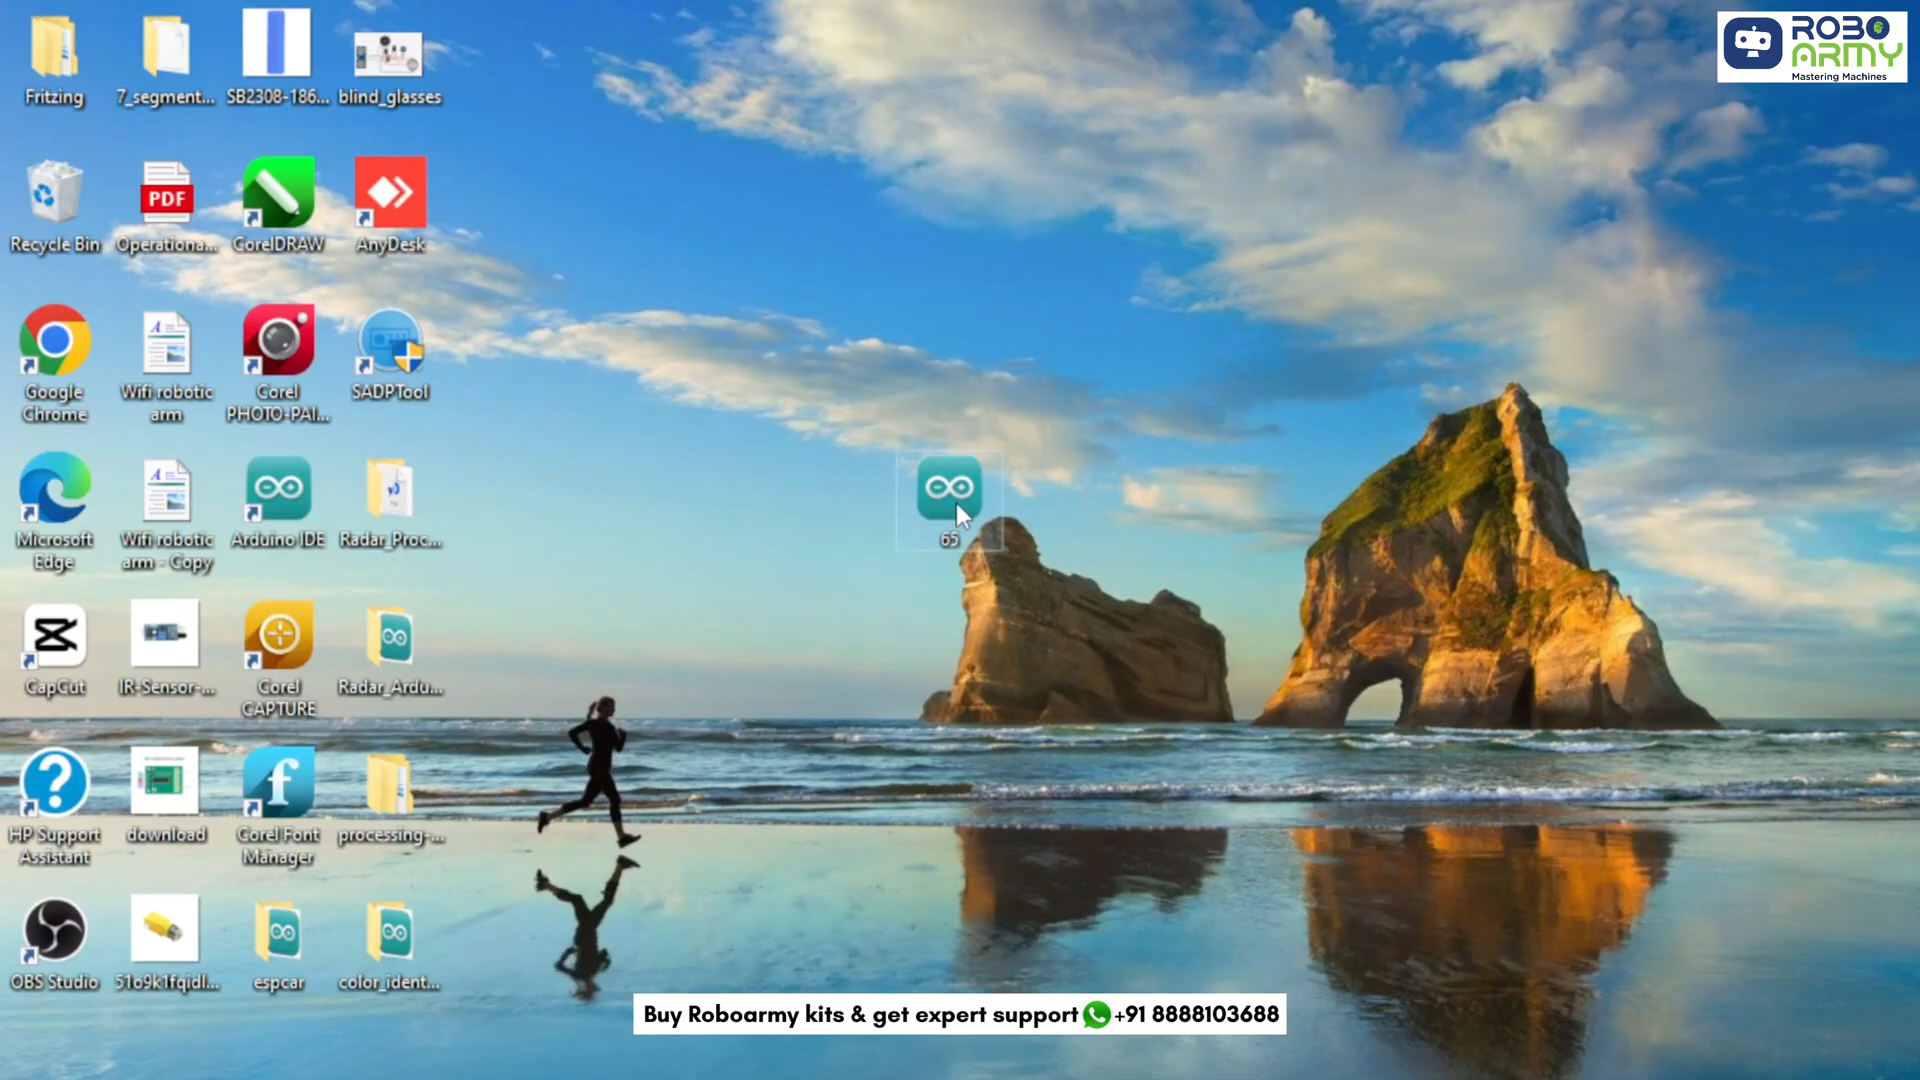 ROBO
ARMY
Mastering Machines
Fritzing
7_segment...
SB2308-186...
blind_glasses
Recycle Bin
PDF
Operationa...
CorelDRAW
AnyDesk
Google
Chrome
Wifi robotic
arm
Corel
PHOTO-PAI...
SADPTool
Microsoft
Edge
Wifi robotic
arm - Copy
Arduino IDE
Radar_Proc...
65
CapCut
IR-Sensor-...
Corel
CAPTURE
Radar_Ardu...
HP Support
Assistant
download
Corel Font
Manager
processing-...
OBS Studio
51o9k1fqidl...
espcar
color_ident...
Buy Roboarmy kits & get expert support +91 8888103688